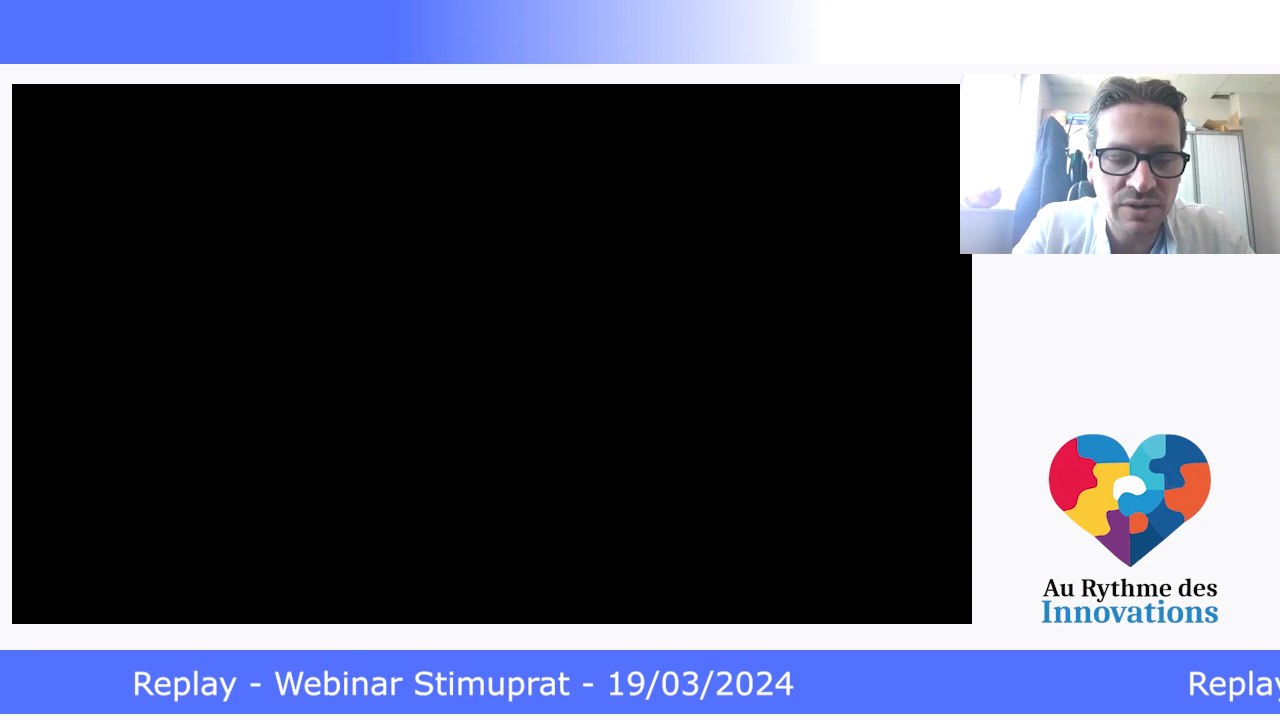 Au Rythme des
Innovations
Replay - Webinar Stimuprat - 19/03/2024
Replay